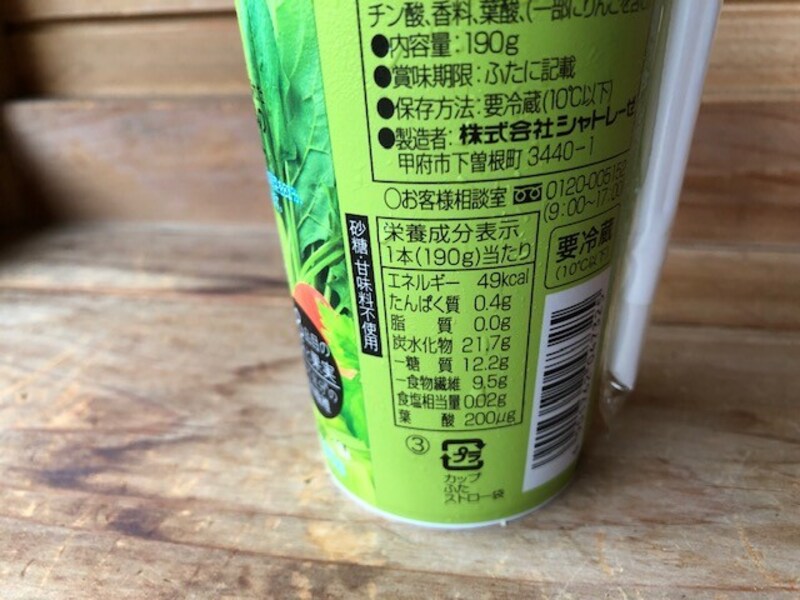 チン酸、香料、葉酸、(一部にりんごを含む
●内容量:190g
●賞味期限:ふたに記載
●保存方法:要冷蔵(10℃以下)
●製造者:株式会社シャトレーゼ
甲府市下曽根町 3440-1
○お客様相談室 0120-005152
(9:00~17:00
砂糖・甘味料不使用
栄養成分表示
1本(190g)当たり
エネルギー 49kcal
たんぱく質 0.4g
脂質 0.0g
炭水化物 21.7g
-糖質 12.2g
-食物繊維 9.5g
食塩相当量 0.02g
葉酸 200μg
要冷蔵
(10℃以下)
③
プラ
カップ
ふた
ストロー袋